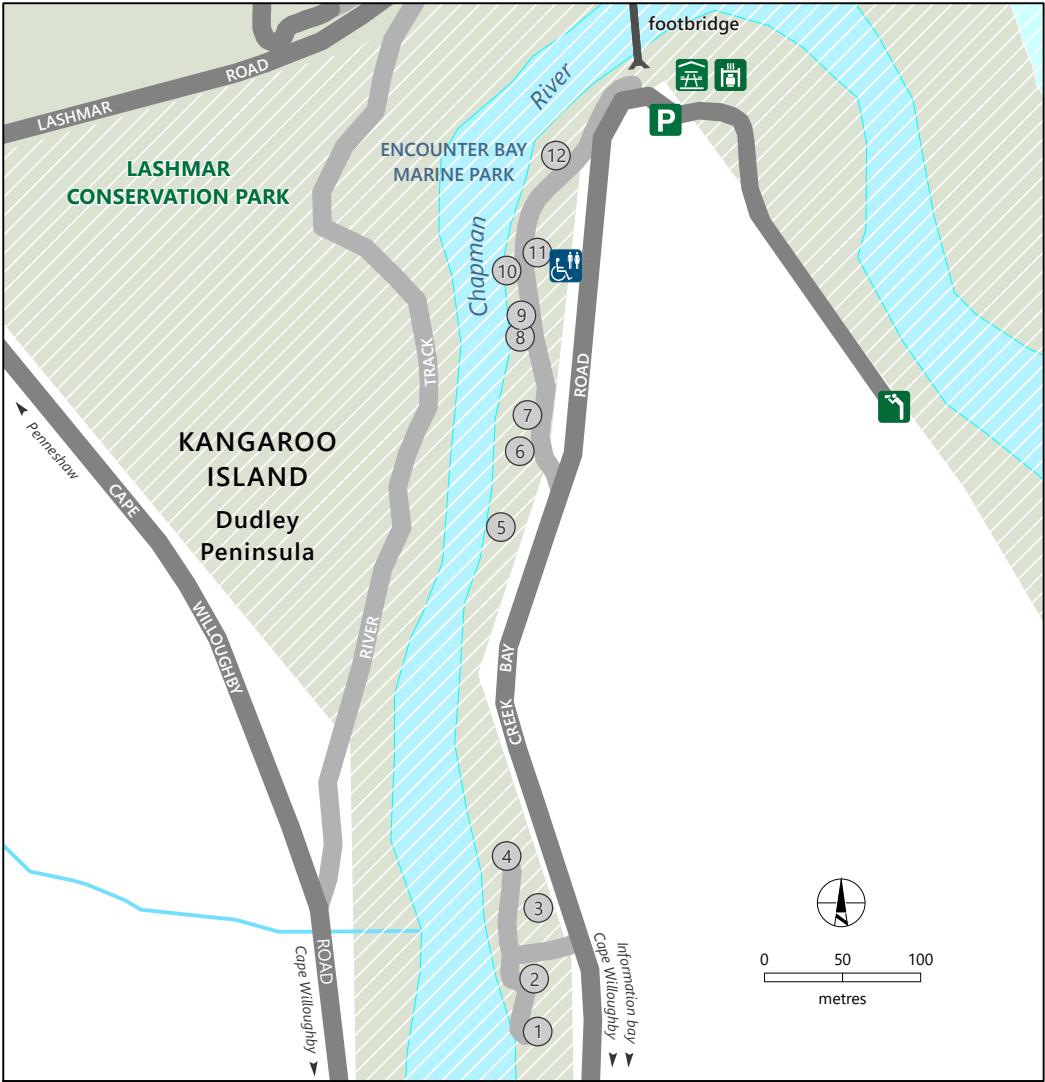 footbridge
River
LASHMAR ROAD
P
ENCOUNTER BAY
MARINE PARK
12
LASHMAR
CONSERVATION PARK
Chapman
11
10
9
8
TRACK
ROAD
7
6
Penneshaw
KANGAROO
ISLAND
Dudley
Peninsula
CAPE
5
WILLOUGHBY
RIVER
BAY
CREEK
4
3
2
1
ROAD
Cape Willoughby
Cape Willoughby
Information bay
0 50 100
metres